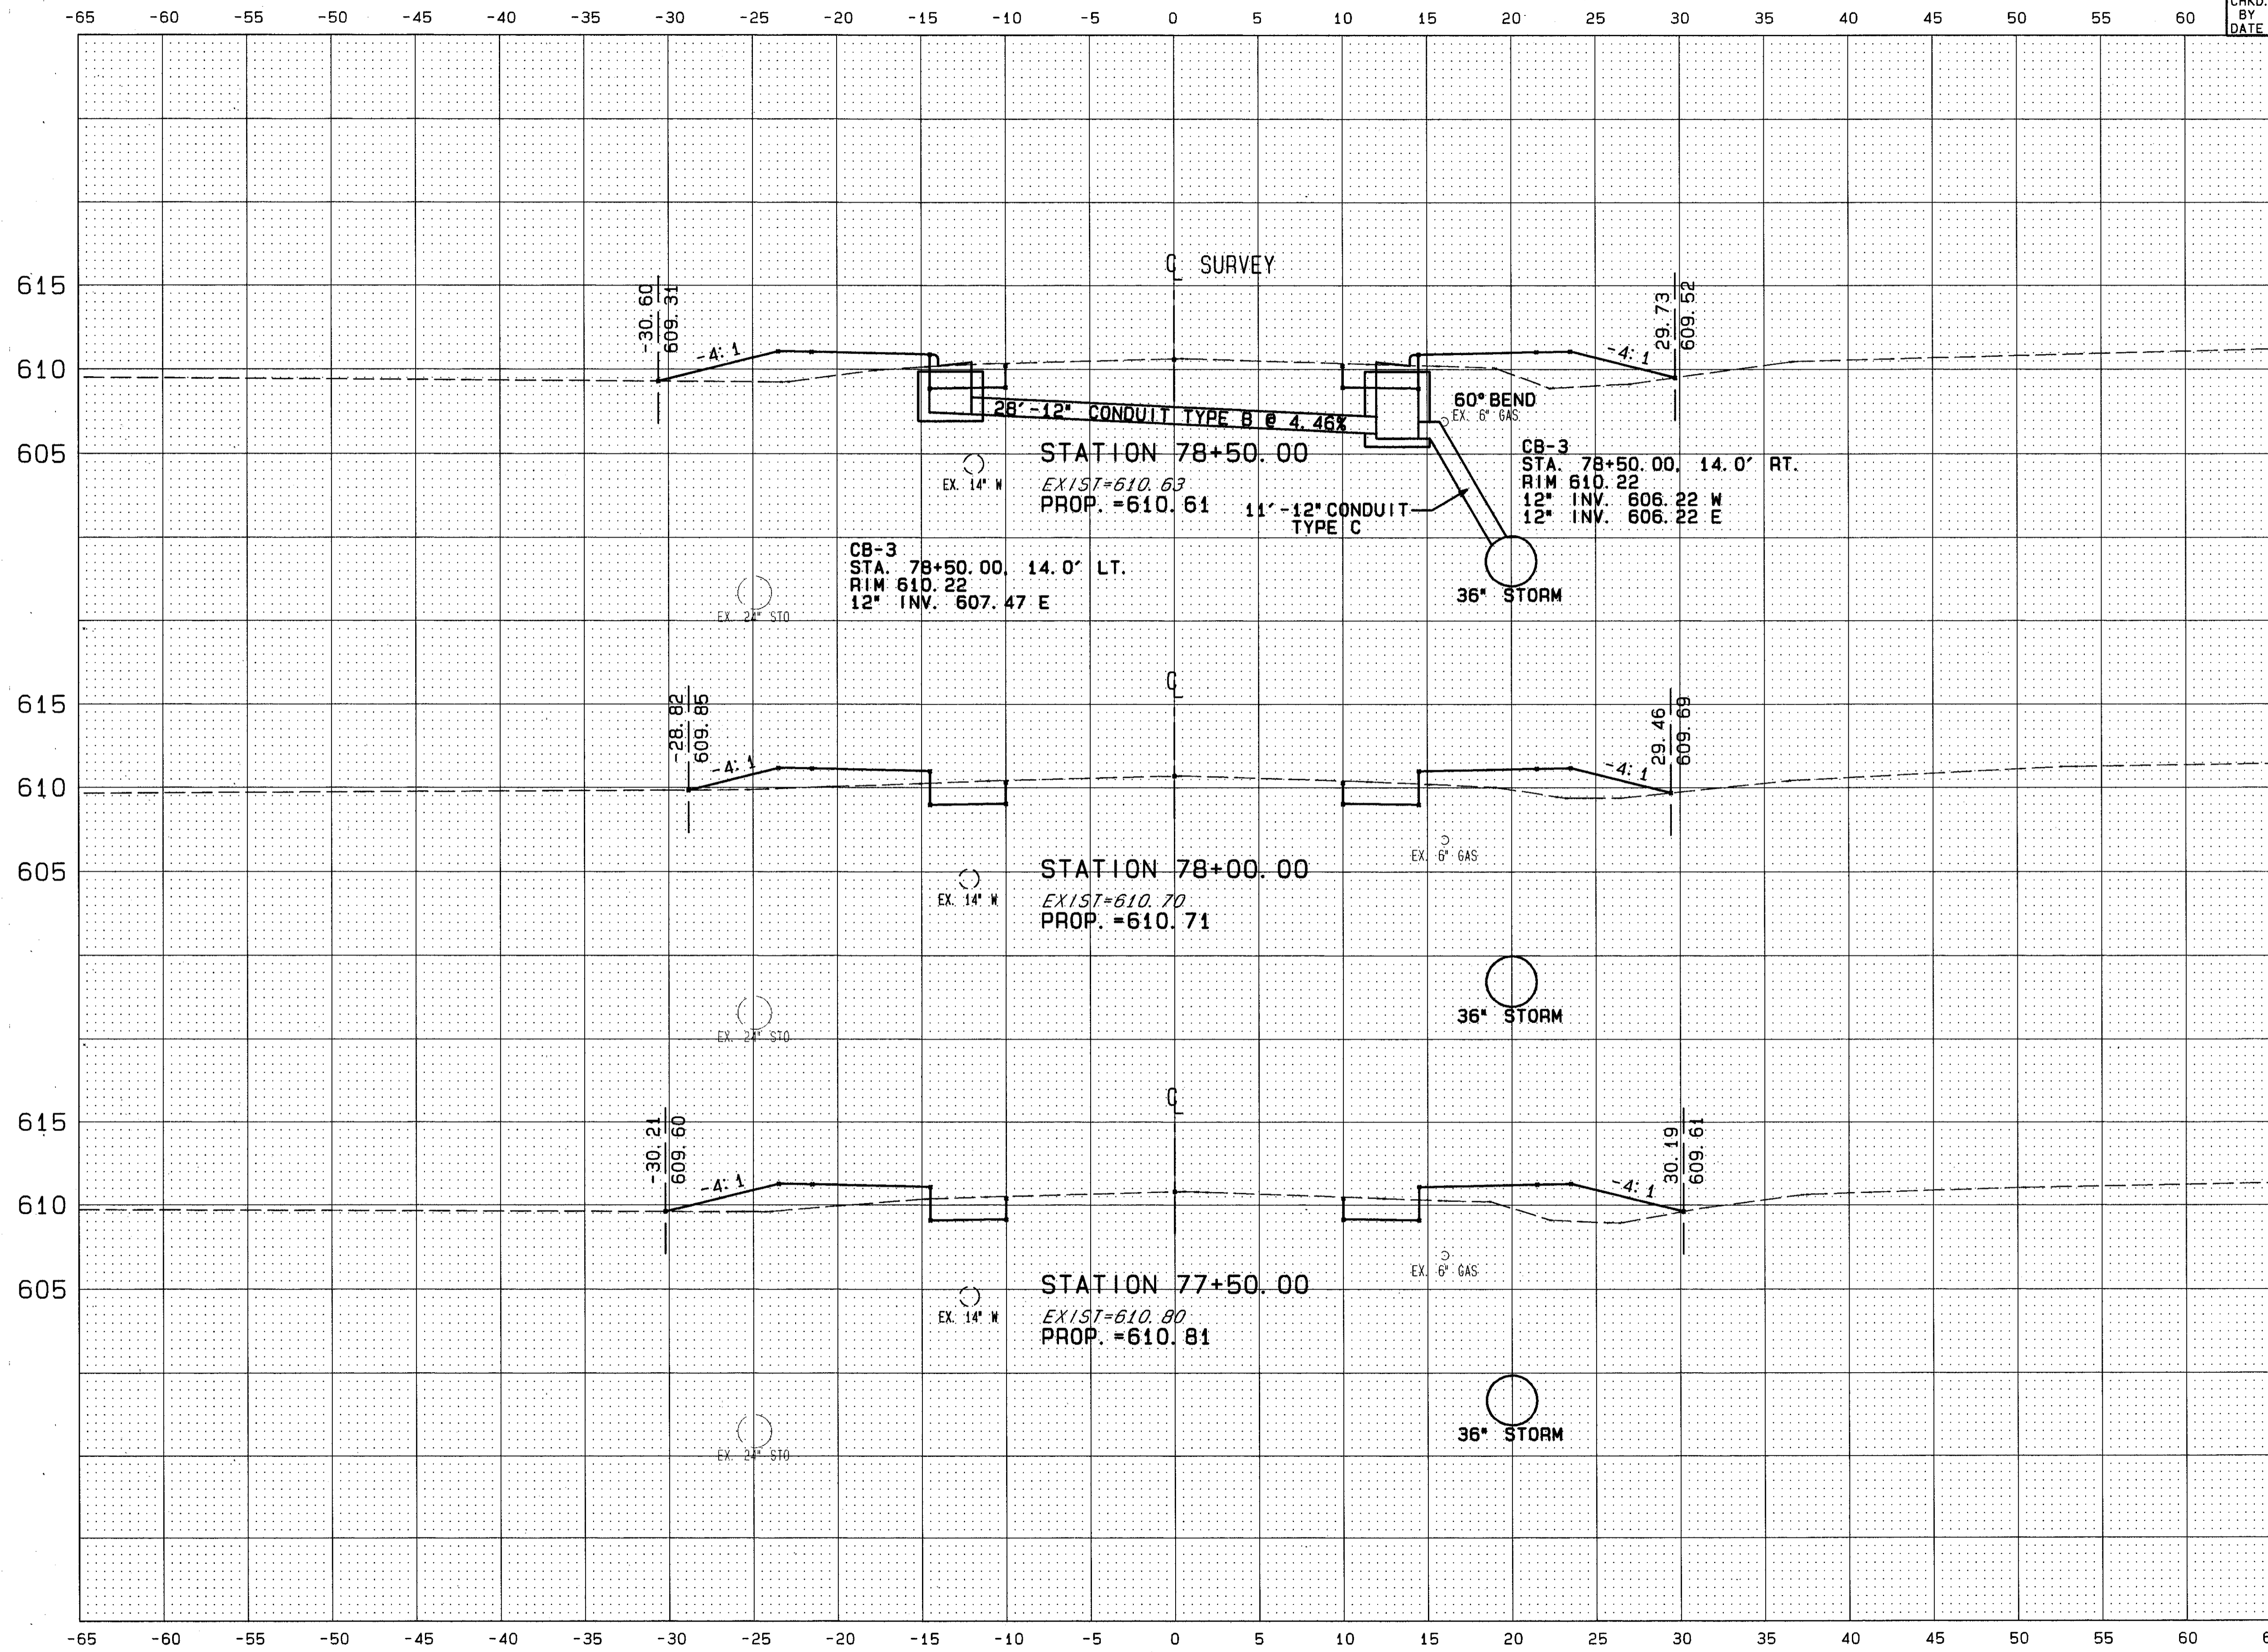 CHKD.
BY
DATE
-65 -60 -55 -50 -45 -40 -35 -30 -25 -20 -15 -10 -5 0 5 10 15 20 25 30 35 40 45 50 55 60
615
610
605
-30.60
609.31
-4:1
℄ SURVEY
29.73
609.52
-4:1
28'-12" CONDUIT TYPE B @ 4.46%
60° BEND
EX. 6" GAS
STATION 78+50.00
EXIST=610.63
PROP.=610.61
EX. 14" W
11'-12" CONDUIT
TYPE C
CB-3
STA. 78+50.00, 14.0' RT.
RIM 610.22
12" INV. 606.22 W
12" INV. 606.22 E
CB-3
STA. 78+50.00, 14.0' LT.
RIM 610.22
12" INV. 607.47 E
EX. 24" STO
36" STORM
615
610
605
-28.82
609.85
-4:1
℄
29.46
609.69
-4:1
STATION 78+00.00
EXIST=610.70
PROP.=610.71
EX. 14" W
EX. 6" GAS
EX. 24" STO
36" STORM
615
610
605
-30.21
609.60
-4:1
℄
30.19
609.61
-4:1
STATION 77+50.00
EXIST=610.80
PROP.=610.81
EX. 14" W
EX. 6" GAS
EX. 24" STO
36" STORM
-65 -60 -55 -50 -45 -40 -35 -30 -25 -20 -15 -10 -5 0 5 10 15 20 25 30 35 40 45 50 55 60